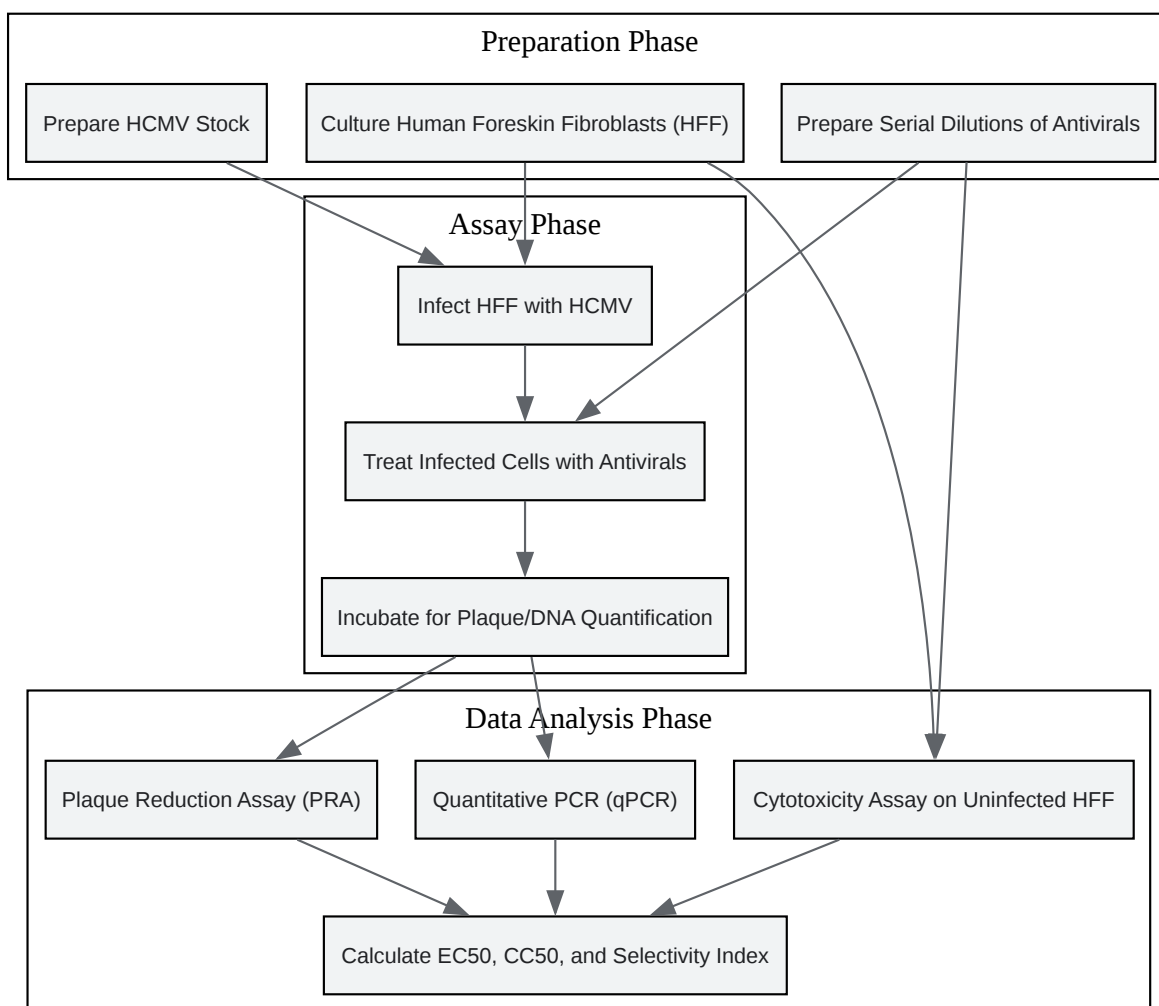 Preparation Phase
Prepare HCMV Stock
Culture Human Foreskin Fibroblasts (HFF)
Prepare Serial Dilutions of Antivirals
Assay Phase
Infect HFF with HCMV
Treat Infected Cells with Antivirals
Incubate for Plaque/DNA Quantification
Data Analysis Phase
Plaque Reduction Assay (PRA)
Quantitative PCR (qPCR)
Cytotoxicity Assay on Uninfected HFF
Calculate EC50, CC50, and Selectivity Index